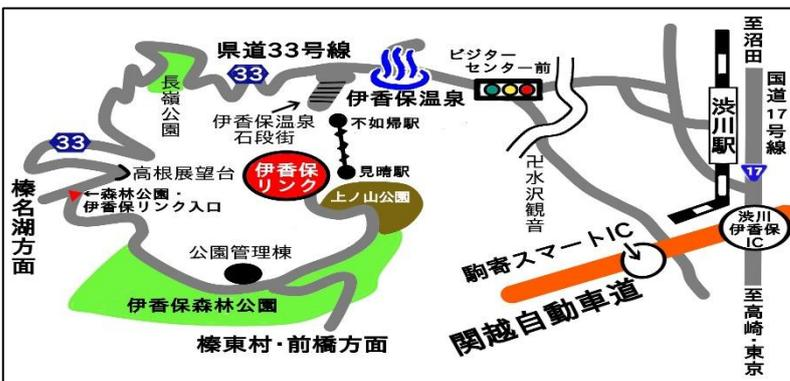 県道33号線
33
長嶺公園
伊香保温泉
石段街
伊香保温泉
ビジター
センター前
不如帰駅
見晴駅
33
高根展望台
伊香保
リンク
上ノ山公園
榛名湖方面
←森林公園・
伊香保リンク入口
公園管理棟
伊香保森林公園
榛東村・前橋方面
卍水沢観音
駒寄スマートIC
関越自動車道
渋川駅
至沼田
国道17号線
17
渋川
伊香保
IC
至高崎・東京